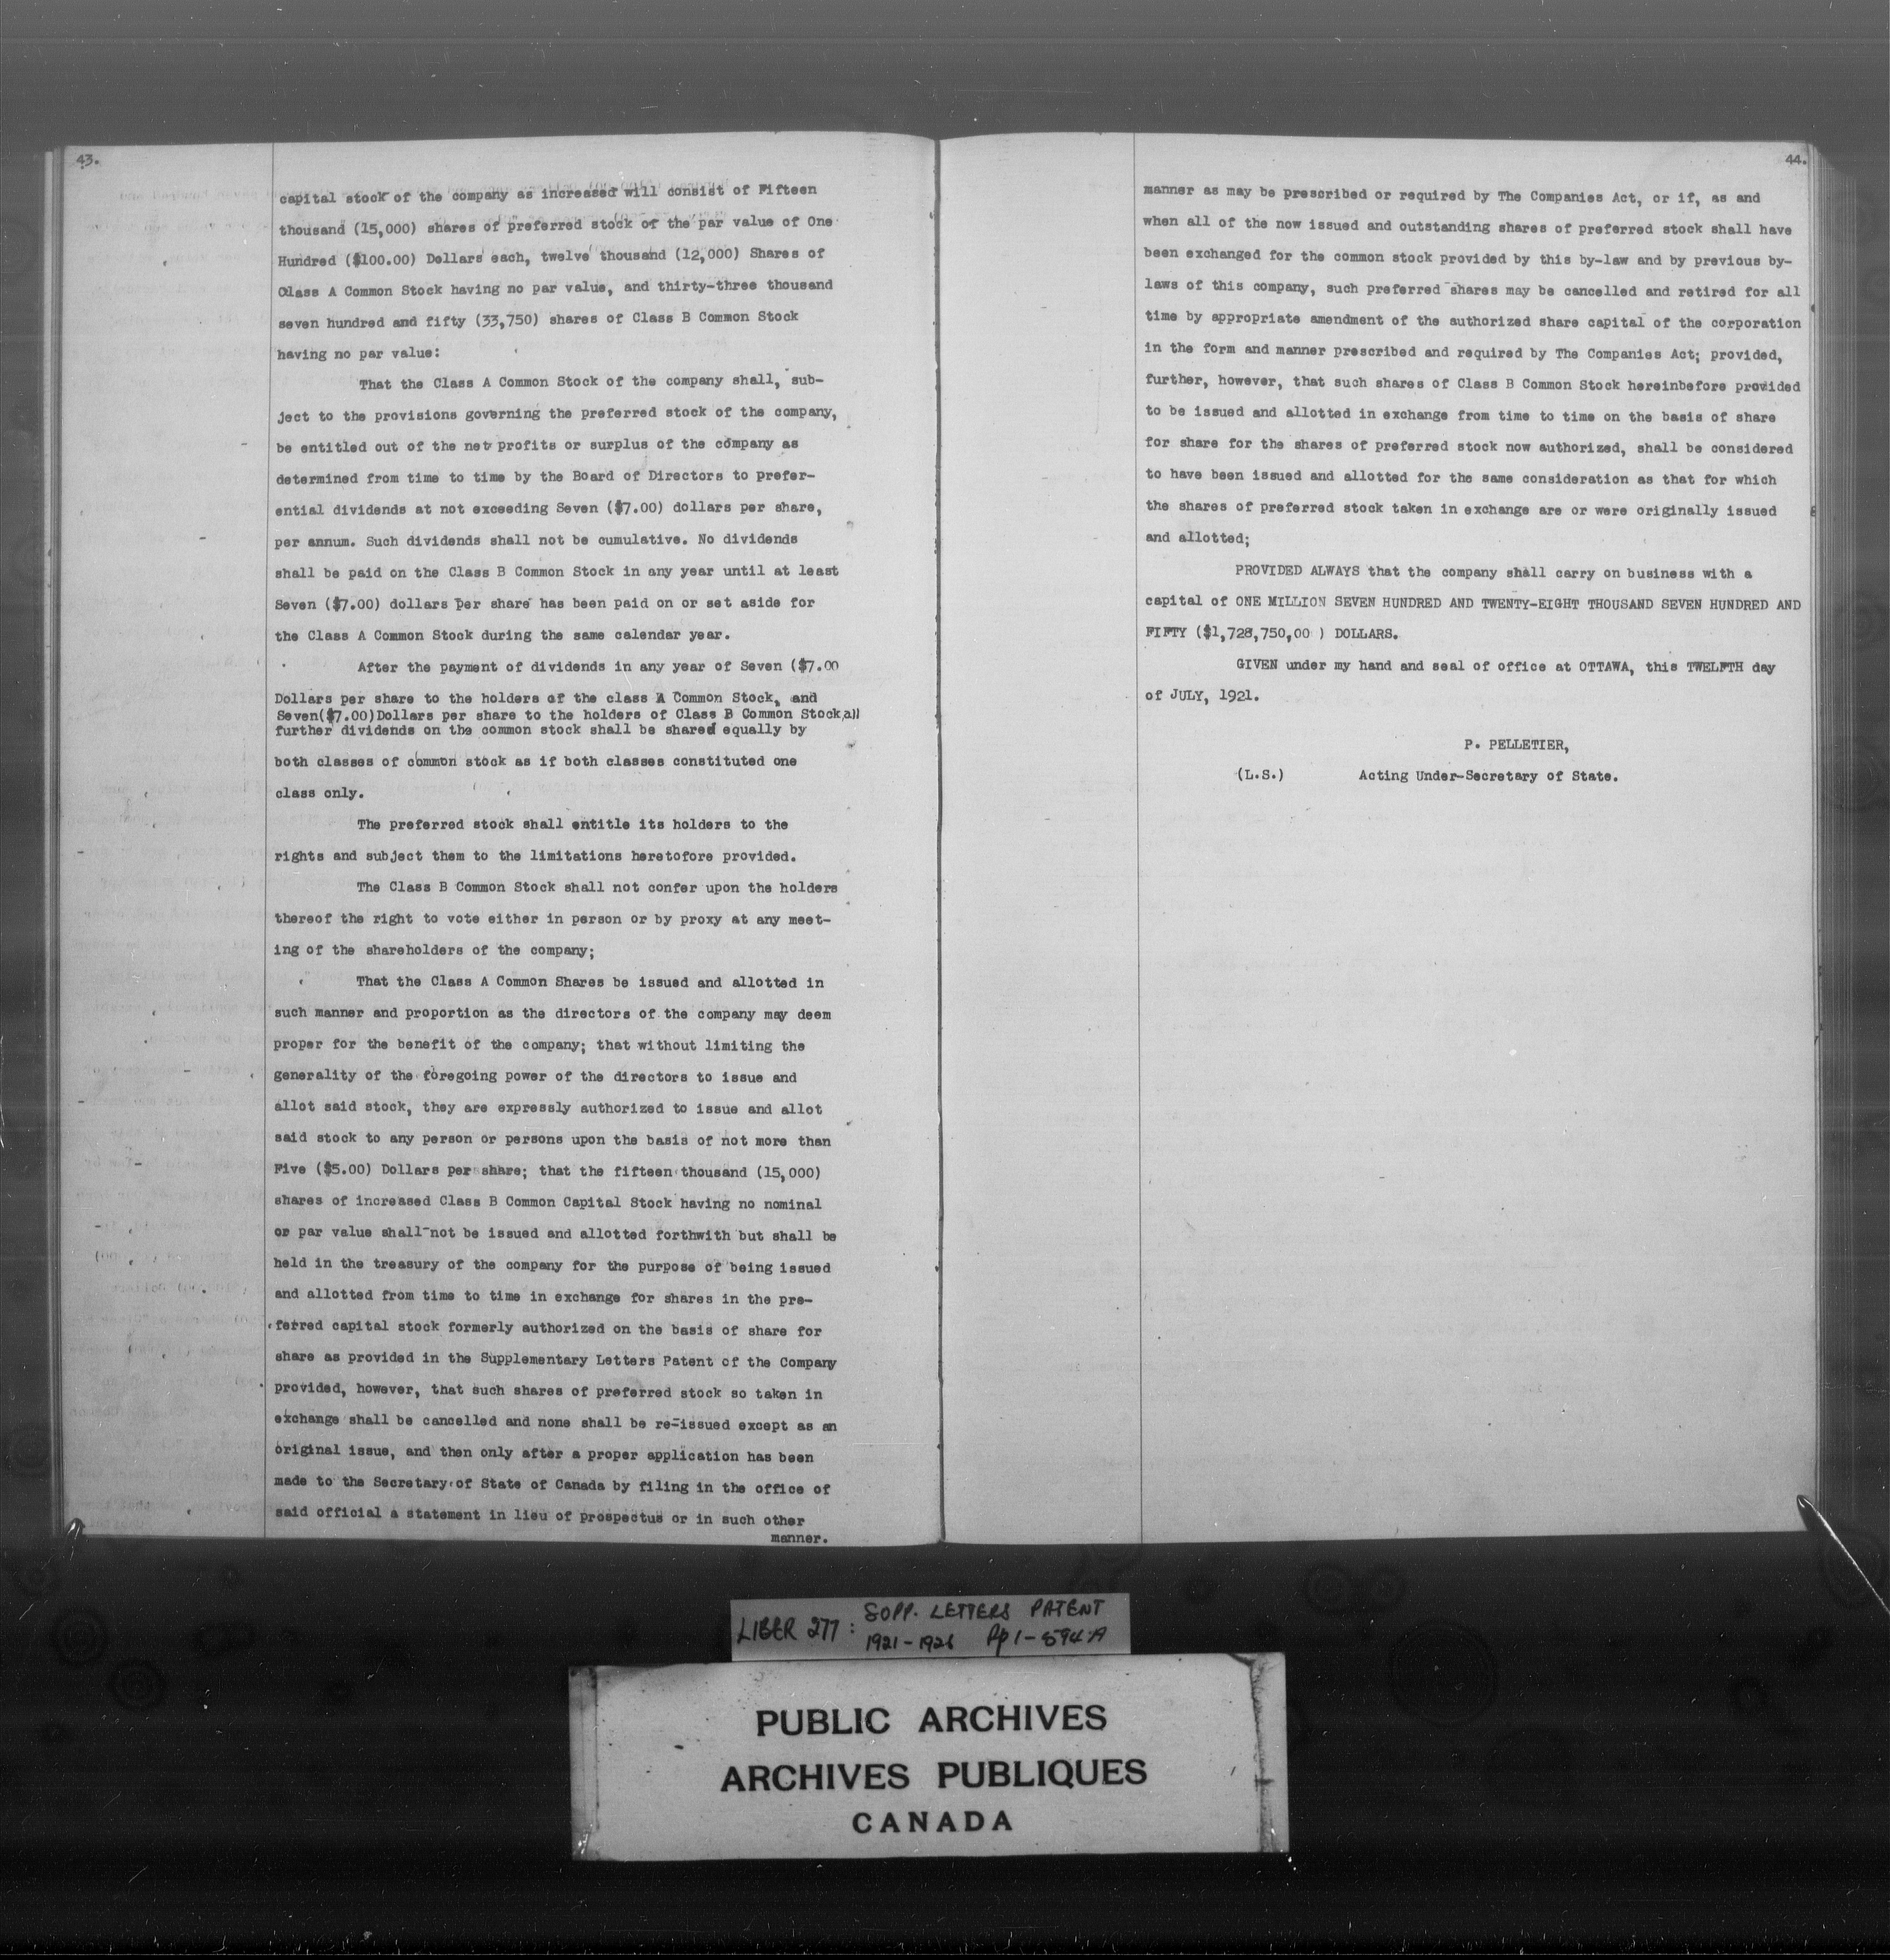 43.
capital stock of the company as increased will consist of Fifteen
thousand (15,000) shares of preferred stock of the par value of One
Hundred ($100.00) Dollars each, twelve thousand (12,000) Shares of
Class A Common Stock having no par value, and thirty-three thousand
seven hundred and fifty (33,750) shares of Class B Common Stock
having no par value:
That the Class A Common Stock of the company shall, sub-
ject to the provisions governing the preferred stock of the company,
be entitled out of the net profits or surplus of the company as
determined from time to time by the Board of Directors to prefer-
ential dividends at not exceeding Seven ($7.00) dollars per share,
per annum. Such dividends shall not be cumulative. No dividends
shall be paid on the Class B Common Stock in any year until at least
Seven ($7.00) dollars per share has been paid on or set aside for
the Class A Common Stock during the same calendar year.
After the payment of dividends in any year of Seven ($7.00
Dollars per share to the holders of the class A Common Stock, and
Seven($7.00)Dollars per share to the holders of Class B Common Stock,all
further dividends on the common stock shall be shared equally by
both classes of common stock as if both classes constituted one
class only.
The preferred stock shall entitle its holders to the
rights and subject them to the limitations heretofore provided.
The Class B Common Stock shall not confer upon the holders
thereof the right to vote either in person or by proxy at any meet-
ing of the shareholders of the company;
That the Class A Common Shares be issued and allotted in
such manner and proportion as the directors of the company may deem
proper for the benefit of the company; that without limiting the
generality of the foregoing power of the directors to issue and
allot said stock, they are expressly authorized to issue and allot
said stock to any person or persons upon the basis of not more than
Five ($5.00) Dollars per share; that the fifteen thousand (15,000)
shares of increased Class B Common Capital Stock having no nominal
or par value shall not be issued and allotted forthwith but shall be
held in the treasury of the company for the purpose of being issued
and allotted from time to time in exchange for shares in the pre-
ferred capital stock formerly authorized on the basis of share for
share as provided in the Supplementary Letters Patent of the Company
provided, however, that such shares of preferred stock so taken in
exchange shall be cancelled and none shall be re-issued except as an
original issue, and then only after a proper application has been
made to the Secretary of State of Canada by filing in the office of
said official a statement in lieu of prospectus or in such other
manner.
44.
manner as may be prescribed or required by The Companies Act, or if, as and
when all of the now issued and outstanding shares of preferred stock shall have
been exchanged for the common stock provided by this by-law and by previous by-
laws of this company, such preferred shares may be cancelled and retired for all
time by appropriate amendment of the authorized share capital of the corporation
in the form and manner prescribed and required by The Companies Act; provided,
further, however, that such shares of Class B Common Stock hereinbefore provided
to be issued and allotted in exchange from time to time on the basis of share
for share for the shares of preferred stock now authorized, shall be considered
to have been issued and allotted for the same consideration as that for which
the shares of preferred stock taken in exchange are or were originally issued
and allotted;
PROVIDED ALWAYS that the company shall carry on business with a
capital of ONE MILLION SEVEN HUNDRED AND TWENTY-EIGHT THOUSAND SEVEN HUNDRED AND
FIFTY ($1,728,750,00 ) DOLLARS.
GIVEN under my hand and seal of office at OTTAWA, this TWELFTH day
of JULY, 1921.
P. PELLETIER,
(L.S.) Acting Under-Secretary of State.
LIBER 277: SUPP. LETTERS PATENT
1921-1926 Pp 1-594A
PUBLIC ARCHIVES
ARCHIVES PUBLIQUES
CANADA